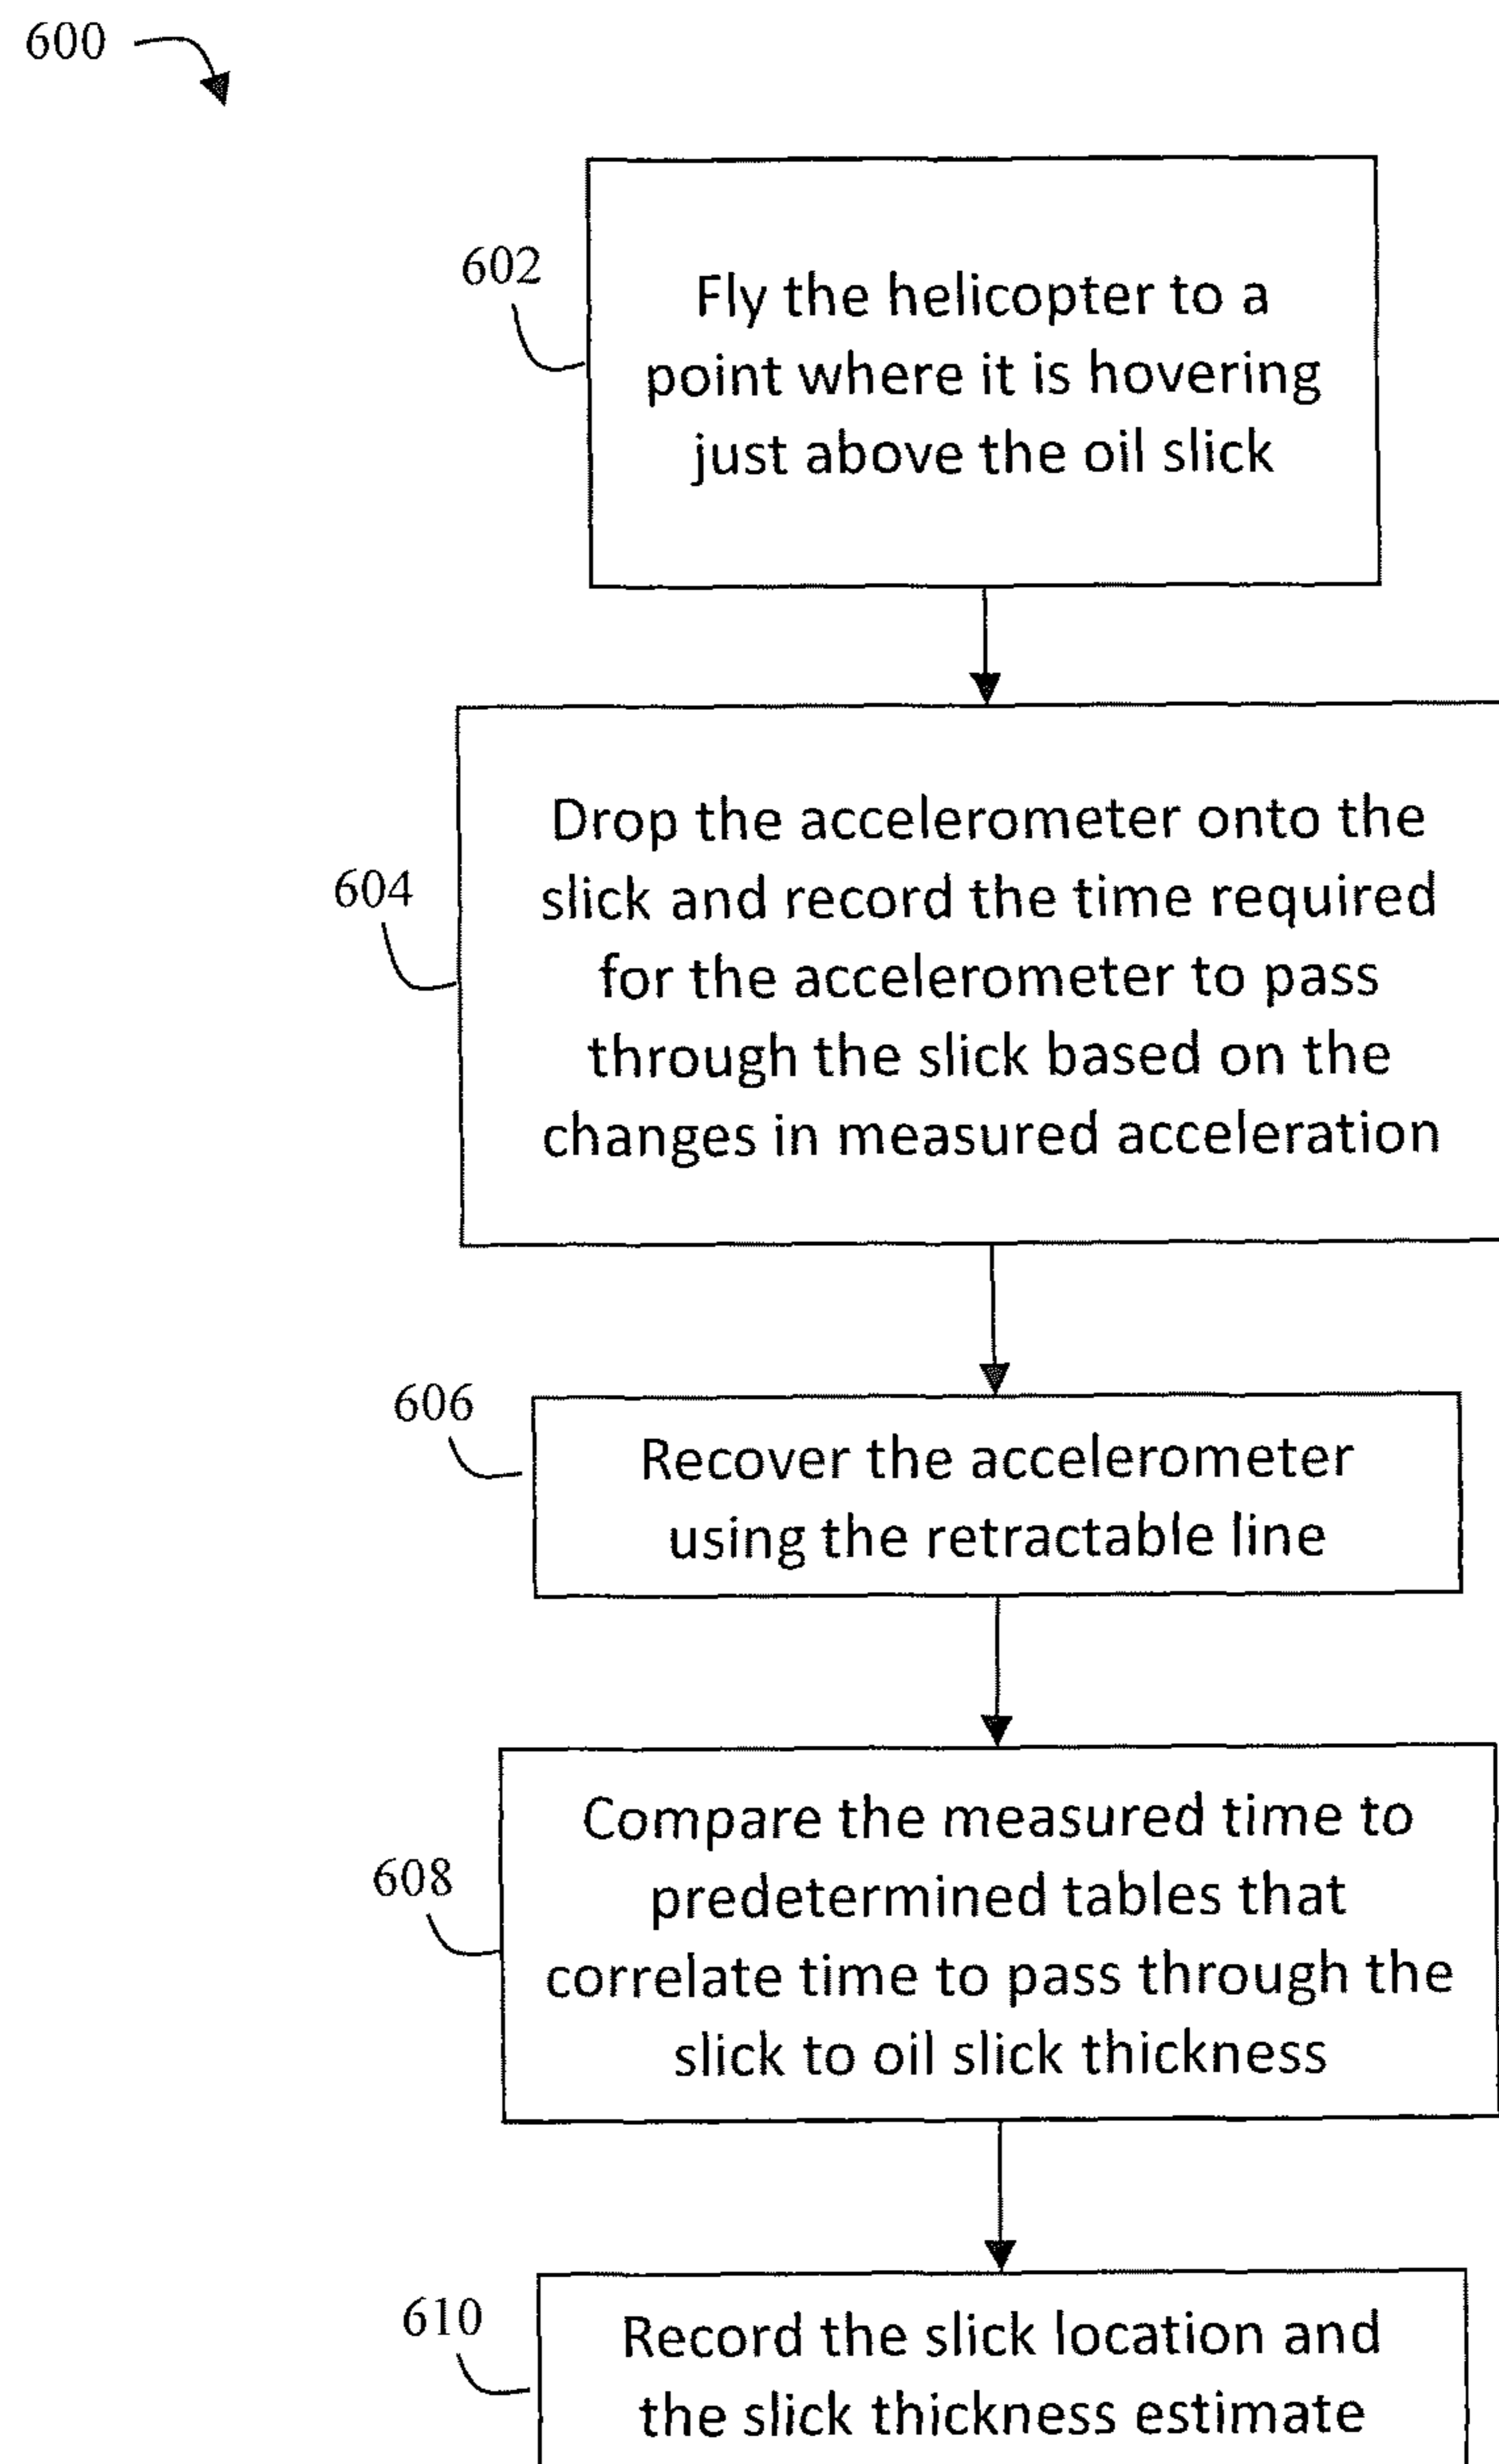 600
602
Fly the helicopter to a
point where it is hovering
just above the oil slick
604
Drop the accelerometer onto the
slick and record the time required
for the accelerometer to pass
through the slick based on the
changes in measured acceleration
606
Recover the accelerometer
using the retractable line
608
Compare the measured time to
predetermined tables that
correlate time to pass through the
slick to oil slick thickness
610
Record the slick location and
the slick thickness estimate